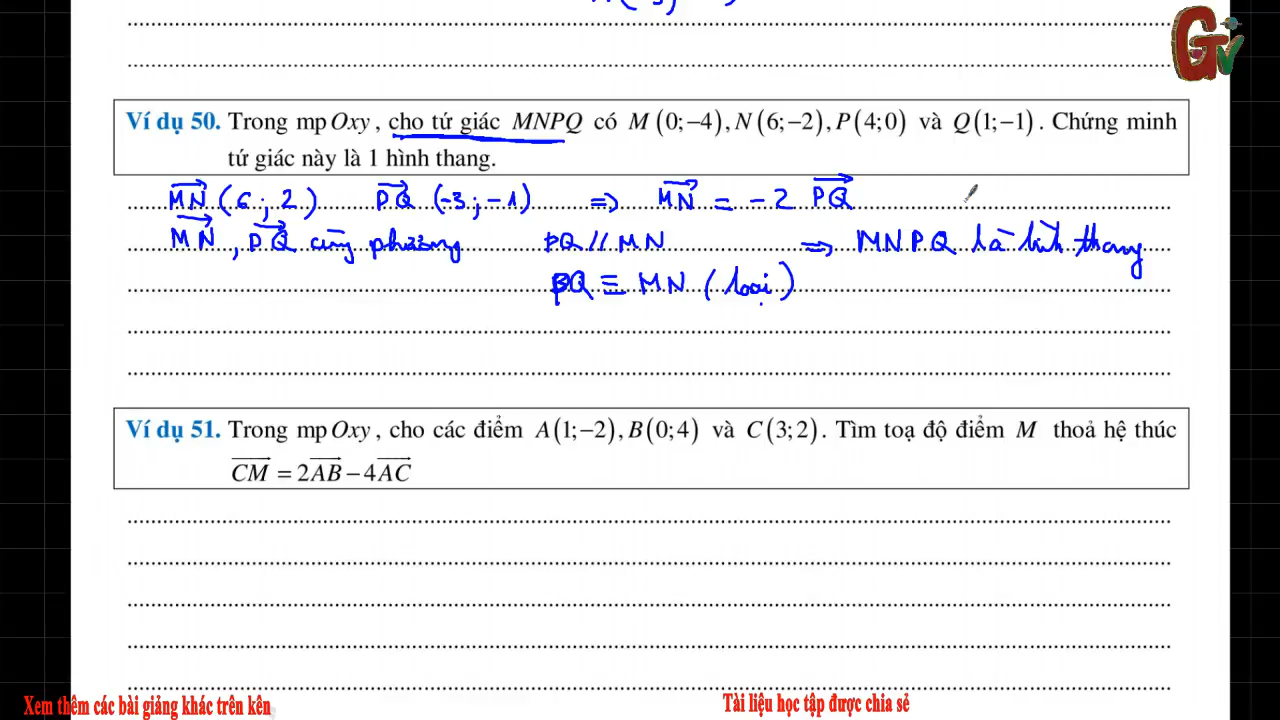 Ví dụ 50. Trong mp Oxy, cho tứ giác MNPQ có M(0;−4), N(6;−2), P(4;0) và Q(1;−1). Chứng minh
tứ giác này là 1 hình thang.
MN (6; 2) PQ (-3; -1) ⇒ MN = -2 PQ
MN, PQ cùng phương PQ // MN ⇒ MNPQ là hình thang
PQ ≡ MN (loại)
Ví dụ 51. Trong mp Oxy, cho các điểm A(1;−2), B(0;4) và C(3;2). Tìm toạ độ điểm M thoả hệ thức
CM = 2AB − 4AC
GTV
Xem thêm các bài giảng khác trên kên
Tài liệu học tập được chia sẻ